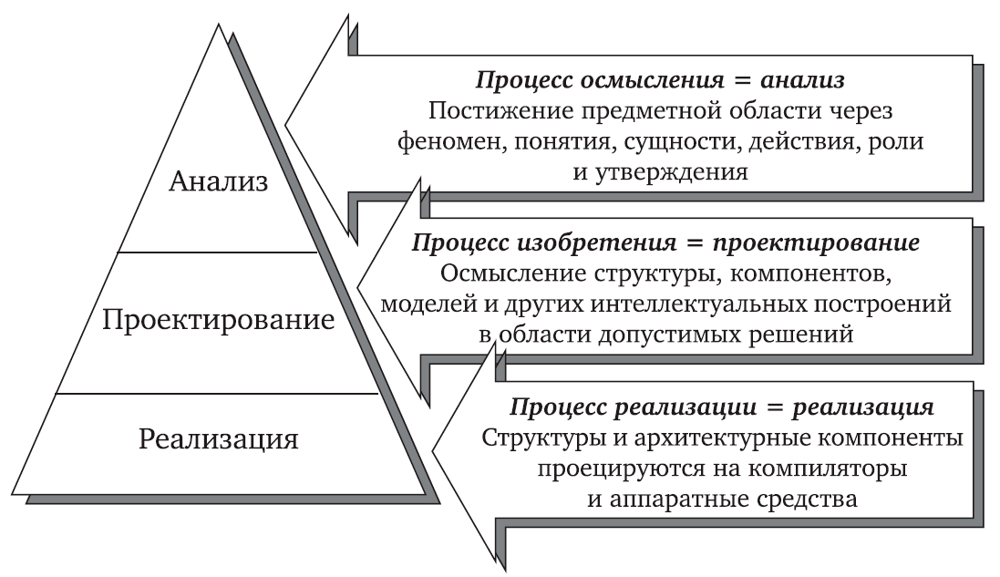 Анализ
Проектирование
Реализация
Процесс осмысления = анализ
Постижение предметной области через
феномен, понятия, сущности, действия, роли
и утверждения
Процесс изобретения = проектирование
Осмысление структуры, компонентов,
моделей и других интеллектуальных построений
в области допустимых решений
Процесс реализации = реализация
Структуры и архитектурные компоненты
проецируются на компиляторы
и аппаратные средства